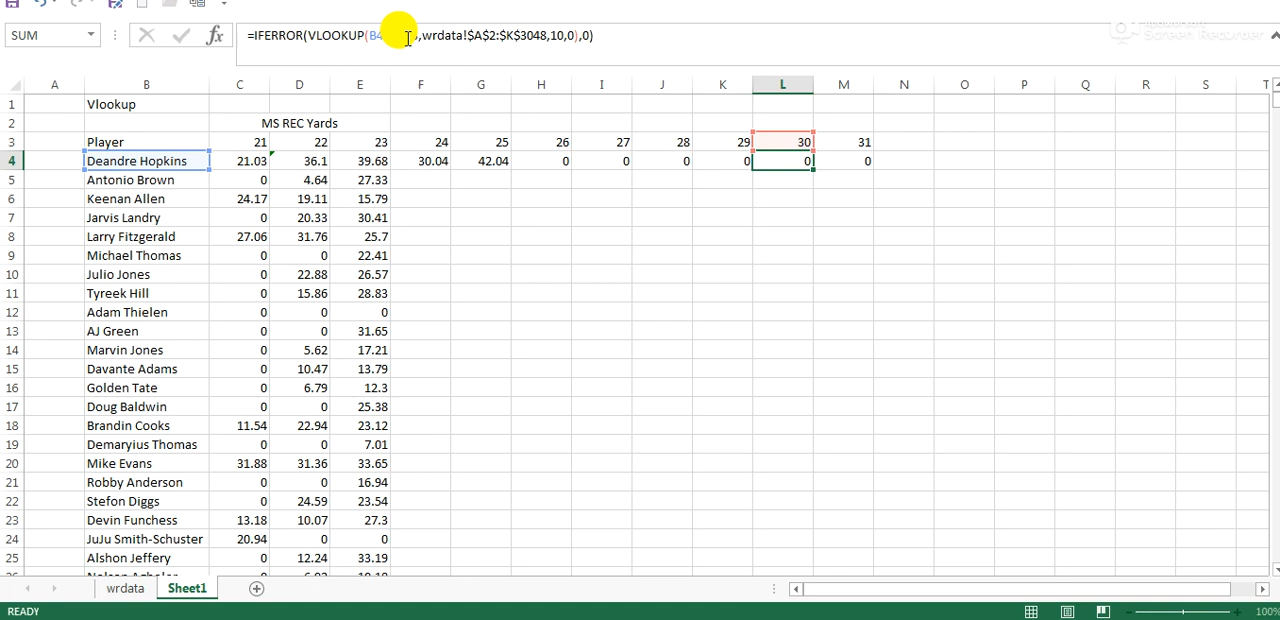 SUM
fx
=IFERROR(VLOOKUP(B4 ,wrdata!$A$2:$K$3048,10,0),0)
Screen Recorder
A B C D E F G H I J K L M N O P Q R S T
1 Vlookup
2 MS REC Yards
3 Player 21 22 23 24 25 26 27 28 29 30 31
4 Deandre Hopkins 21.03 36.1 39.68 30.04 42.04 0 0 0 0 0 0
5 Antonio Brown 0 4.64 27.33
6 Keenan Allen 24.17 19.11 15.79
7 Jarvis Landry 0 20.33 30.41
8 Larry Fitzgerald 27.06 31.76 25.7
9 Michael Thomas 0 0 22.41
10 Julio Jones 0 22.88 26.57
11 Tyreek Hill 0 15.86 28.83
12 Adam Thielen 0 0 0
13 AJ Green 0 0 31.65
14 Marvin Jones 0 5.62 17.21
15 Davante Adams 0 10.47 13.79
16 Golden Tate 0 6.79 12.3
17 Doug Baldwin 0 0 25.38
18 Brandin Cooks 11.54 22.94 23.12
19 Demaryius Thomas 0 0 7.01
20 Mike Evans 31.88 31.36 33.65
21 Robby Anderson 0 0 16.94
22 Stefon Diggs 0 24.59 23.54
23 Devin Funchess 13.18 10.07 27.3
24 JuJu Smith-Schuster 20.94 0 0
25 Alshon Jeffery 0 12.24 33.19
wrdata Sheet1
READY
100%